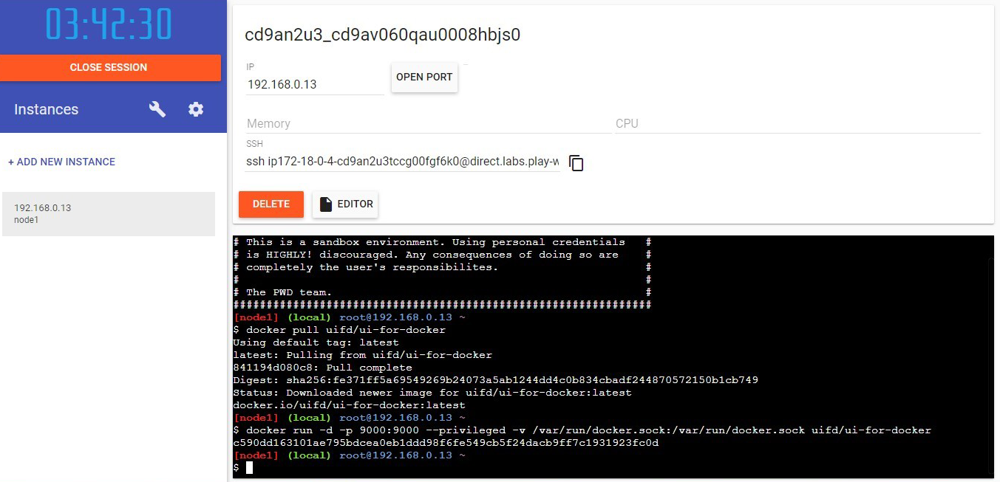 03:42:30
CLOSE SESSION
Instances
+ ADD NEW INSTANCE
192.168.0.13
node1
cd9an2u3_cd9av060qau0008hbjs0
IP
192.168.0.13
OPEN PORT
Memory
CPU
SSH
ssh ip172-18-0-4-cd9an2u3tccg00fgf6k0@direct.labs.play-w
DELETE
EDITOR
# This is a sandbox environment. Using personal credentials #
# is HIGHLY! discouraged. Any consequences of doing so are #
# completely the user's responsibilites. #
# #
# The PWD team. #
###############################################################
[node1] (local) root@192.168.0.13 ~
$ docker pull uifd/ui-for-docker
Using default tag: latest
latest: Pulling from uifd/ui-for-docker
841194d080c8: Pull complete
Digest: sha256:fe371ff5a69549269b24073a5ab1244dd4c0b834cbadf244870572150b1cb749
Status: Downloaded newer image for uifd/ui-for-docker:latest
docker.io/uifd/ui-for-docker:latest
[node1] (local) root@192.168.0.13 ~
$ docker run -d -p 9000:9000 --privileged -v /var/run/docker.sock:/var/run/docker.sock uifd/ui-for-docker
c590dd163101ae795bdcea0eb1ddd98f6fe549cb5f24dacb9ff7c1931923fc0d
[node1] (local) root@192.168.0.13 ~
$